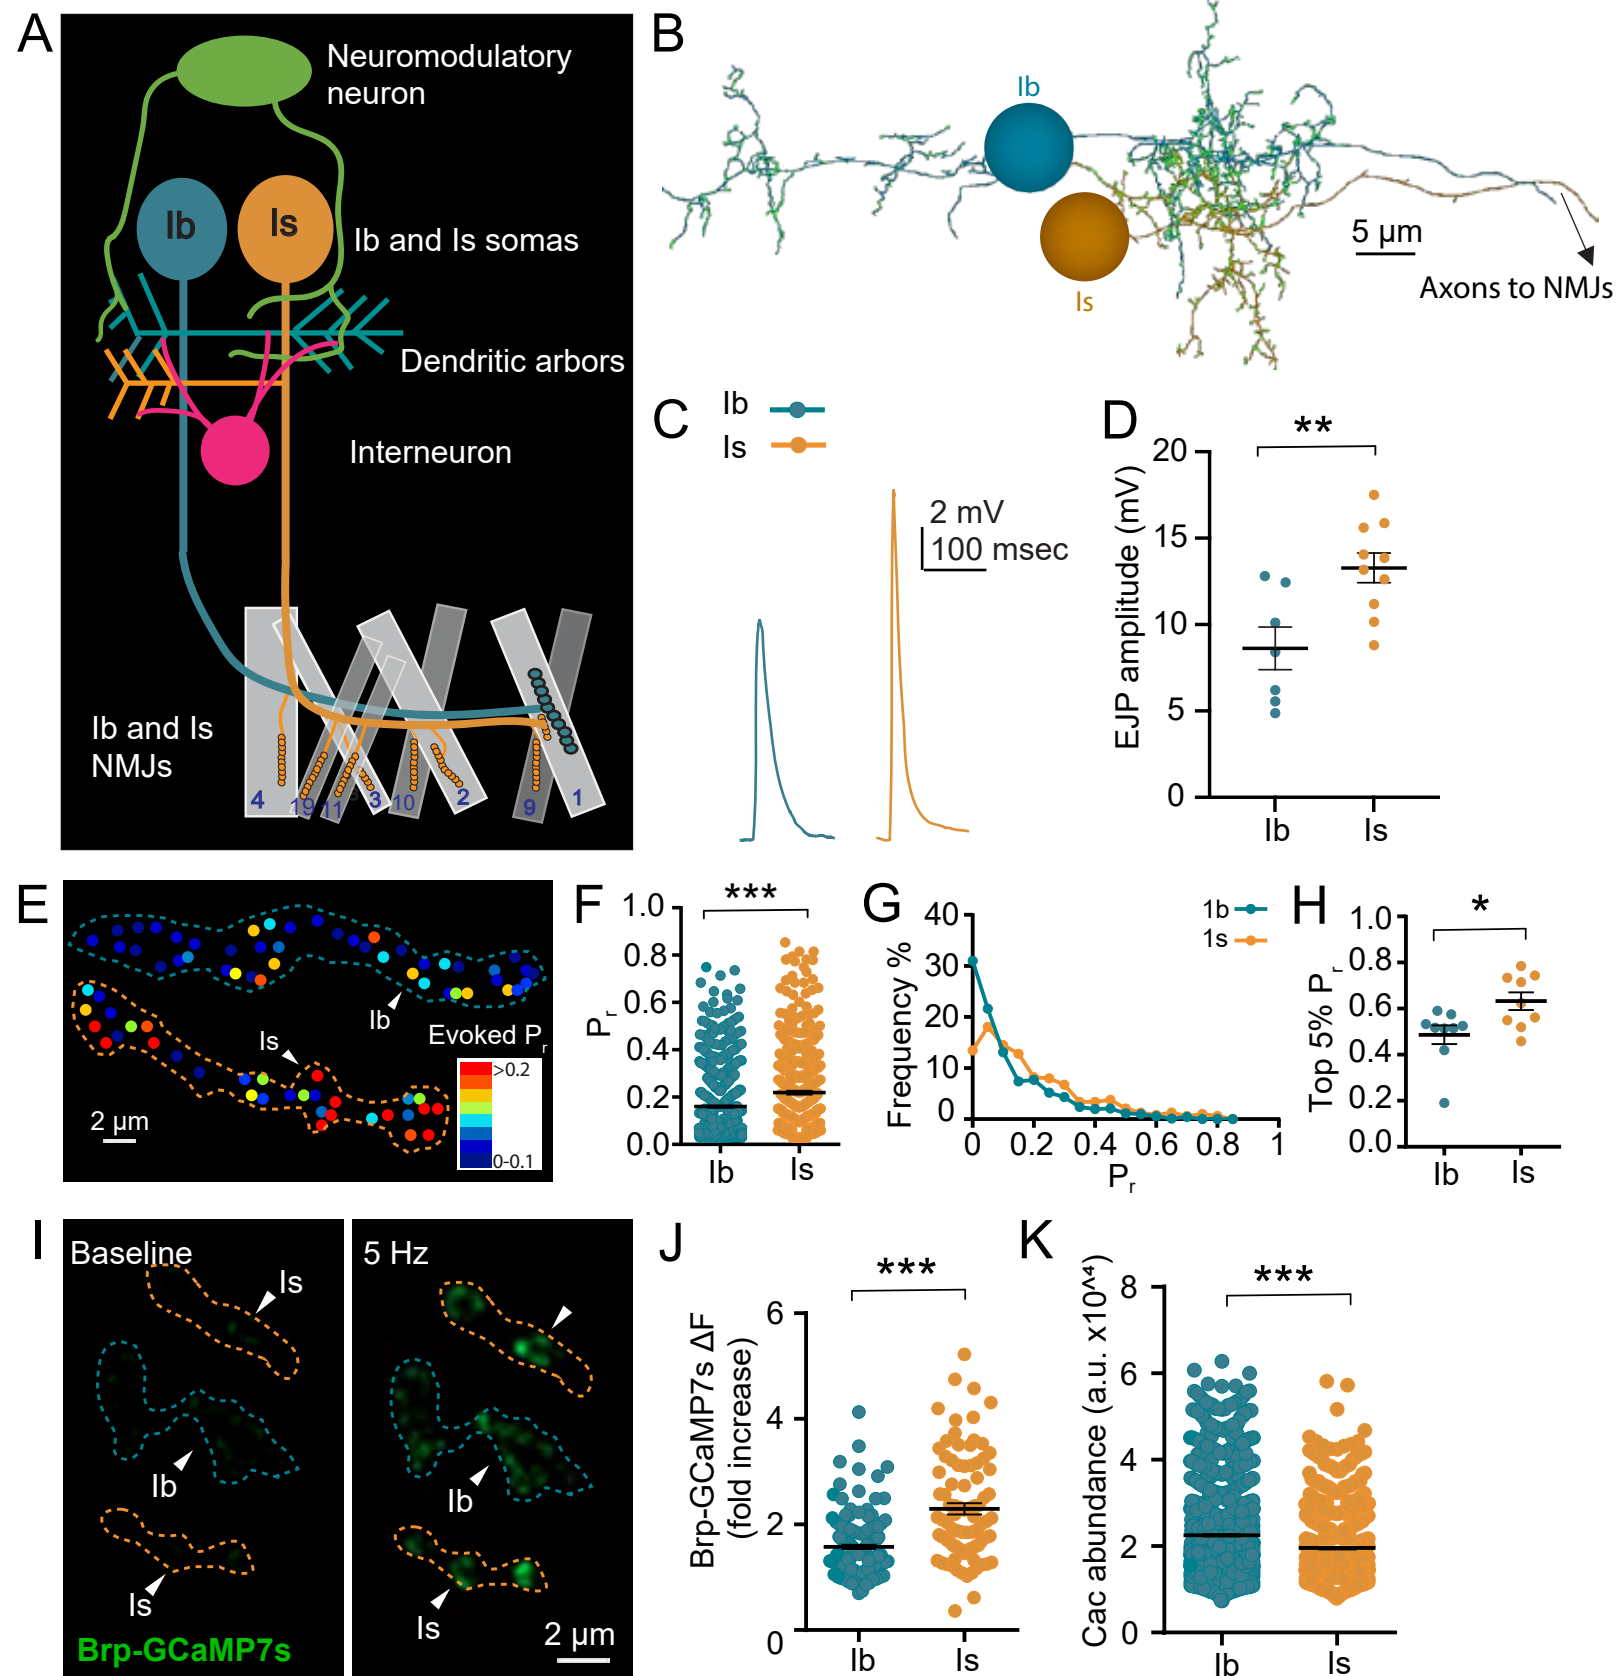 A
Neuromodulatory
neuron
Ib
Is
Ib and Is somas
Dendritic arbors
Interneuron
Ib and Is
NMJs
4
19
11
3
10
2
9
1
B
Ib
Is
5 µm
Axons to NMJs
C
Ib
Is
2 mV
100 msec
D
**
EJP amplitude (mV)
20
15
10
5
0
Ib
Is
E
Ib
Is
Evoked Pr
>0.2
0-0.1
2 µm
F
***
Pr
1.0
0.8
0.6
0.4
0.2
0.0
Ib
Is
G
1b
1s
Frequency %
40
30
20
10
0
0
0.2
0.4
0.6
0.8
1
Pr
H
*
Top 5% Pr
1.0
0.8
0.6
0.4
0.2
0.0
Ib
Is
I
Baseline
Is
Ib
Is
Brp-GCaMP7s
5 Hz
Ib
Is
2 µm
J
***
Brp-GCaMP7s ΔF
(fold increase)
6
4
2
0
Ib
Is
K
***
Cac abundance (a.u. x10^4)
8
6
4
2
0
Ib
Is